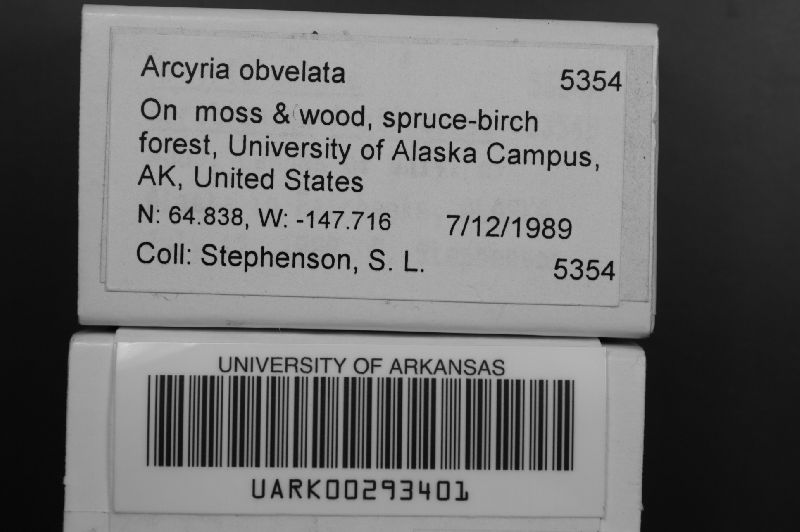 Arcyria obvelata 5354
On moss & wood, spruce-birch
forest, University of Alaska Campus,
AK, United States
N: 64.838, W: -147.716 7/12/1989
Coll: Stephenson, S. L. 5354
UNIVERSITY OF ARKANSAS
UARK00293401